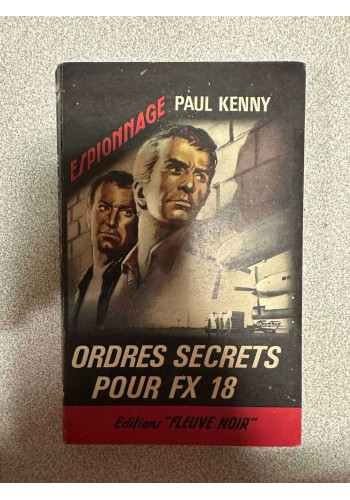 ESPIONNAGE
PAUL KENNY
ORDRES SECRETS
POUR FX 18
Editions "FLEUVE NOIR"